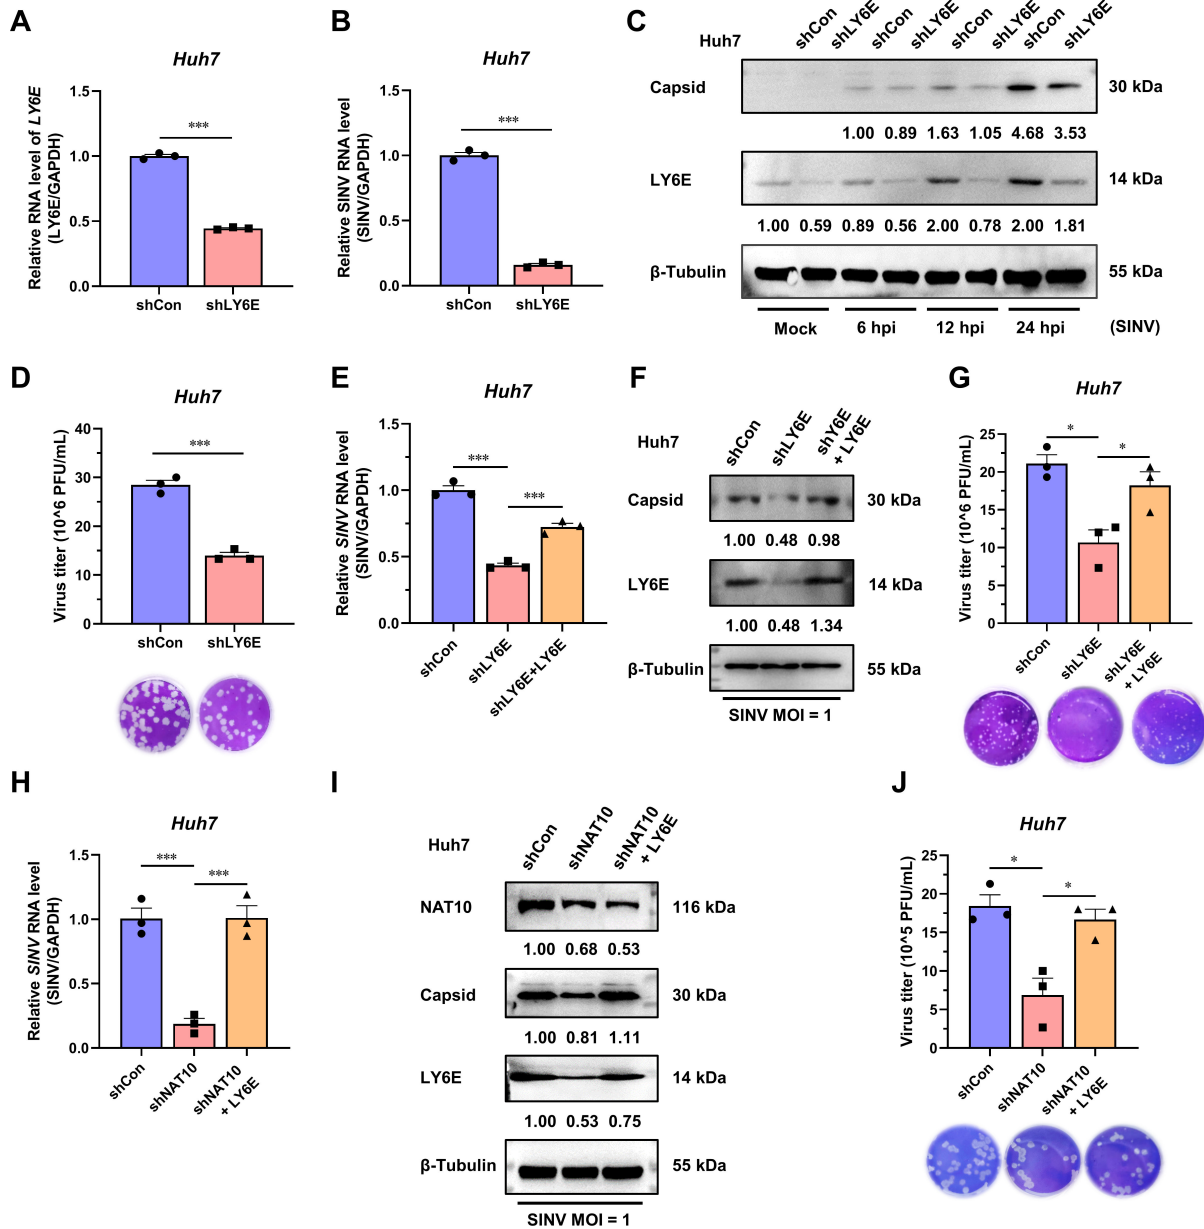 A
Huh7
Relative RNA level of LY6E
(LY6E/GAPDH)
1.5
1.0
0.5
0.0
***
shCon
shLY6E
B
Huh7
Relative SINV RNA level
(SINV/GAPDH)
1.5
1.0
0.5
0.0
***
shCon
shLY6E
C
Huh7
shCon shLY6E shCon shLY6E shCon shLY6E shCon shLY6E
Capsid
30 kDa
1.00 0.89 1.63 1.05 4.68 3.53
LY6E
14 kDa
1.00 0.59 0.89 0.56 2.00 0.78 2.00 1.81
β-Tubulin
55 kDa
Mock 6 hpi 12 hpi 24 hpi (SINV)
D
Huh7
Virus titer (10^6 PFU/mL)
40
30
20
10
0
***
shCon
shLY6E
E
Huh7
Relative SINV RNA level
(SINV/GAPDH)
1.5
1.0
0.5
0.0
***
***
shCon
shLY6E
shLY6E+LY6E
F
Huh7
shCon
shLY6E
shY6E
+ LY6E
Capsid
30 kDa
1.00 0.48 0.98
LY6E
14 kDa
1.00 0.48 1.34
β-Tubulin
55 kDa
SINV MOI = 1
G
Huh7
Virus titer (10^6 PFU/mL)
25
20
15
10
5
0
*
*
shCon
shLY6E
shLY6E
+ LY6E
H
Huh7
Relative SINV RNA level
(SINV/GAPDH)
1.5
1.0
0.5
0.0
***
***
shCon
shNAT10
shNAT10
+ LY6E
I
Huh7
shCon
shNAT10
shNAT10
+ LY6E
NAT10
116 kDa
1.00 0.68 0.53
Capsid
30 kDa
1.00 0.81 1.11
LY6E
14 kDa
1.00 0.53 0.75
β-Tubulin
55 kDa
SINV MOI = 1
J
Huh7
Virus titer (10^5 PFU/mL)
25
20
15
10
5
0
*
*
shCon
shNAT10
shNAT10
+ LY6E